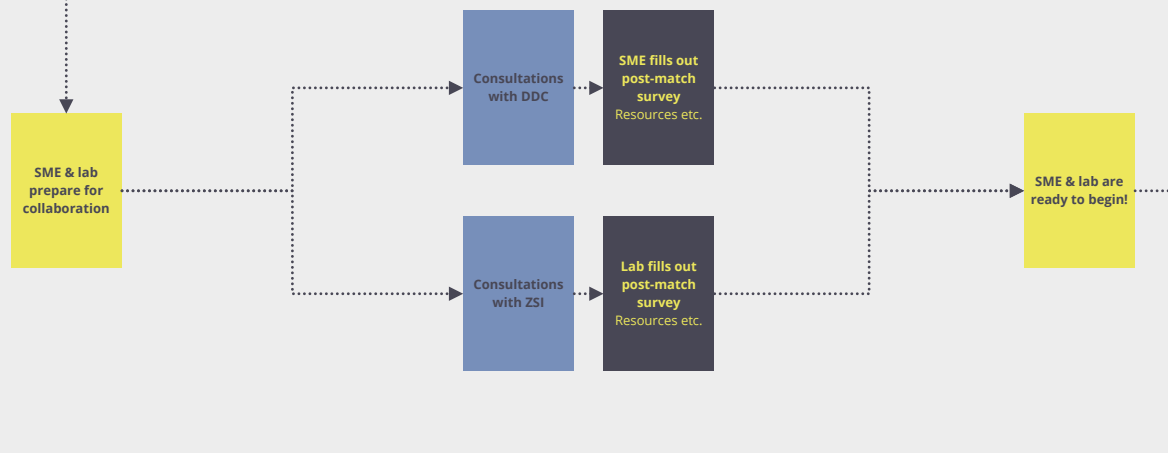 SME & lab
prepare for
collaboration
Consultations
with DDC
SME fills out
post-match
survey
Resources etc.
Consultations
with ZSI
Lab fills out
post-match
survey
Resources etc.
SME & lab are
ready to begin!